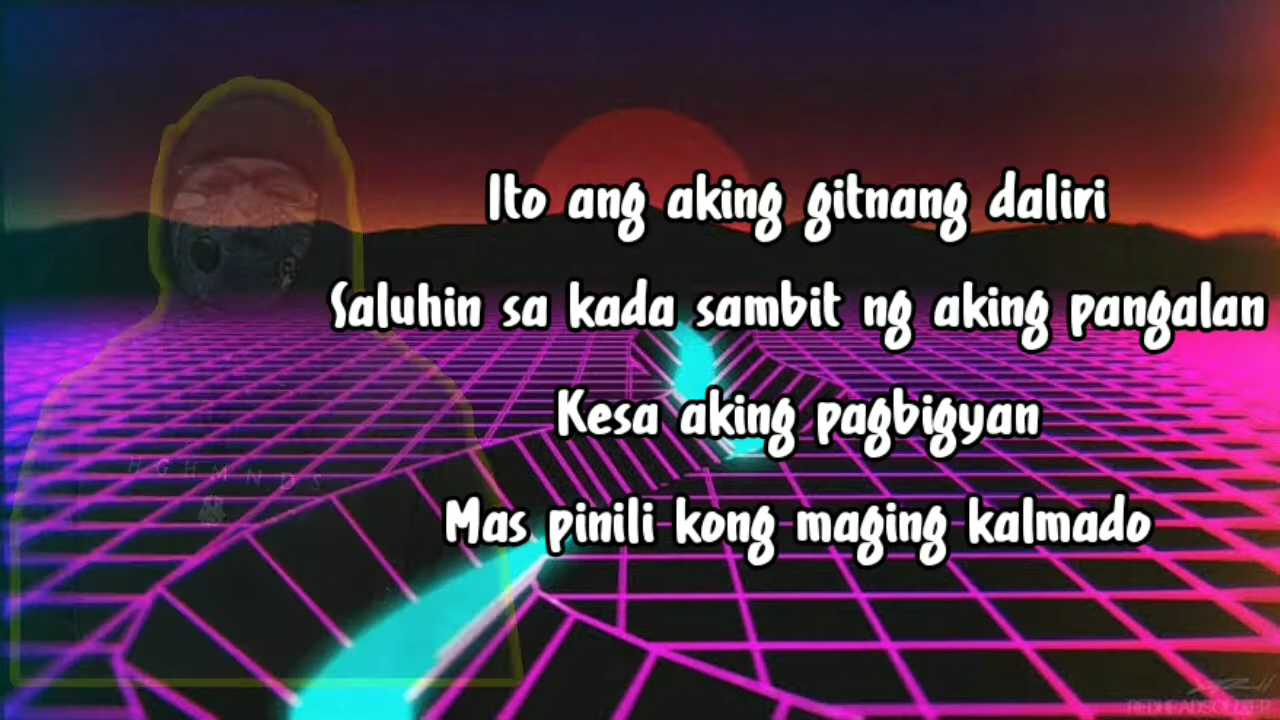 Ito ang aking gitnang daliri
Saluhin sa kada sambit ng aking pangalan
Kesa aking pagbigyan
Mas pinili kong maging kalmado
HGHMNDS